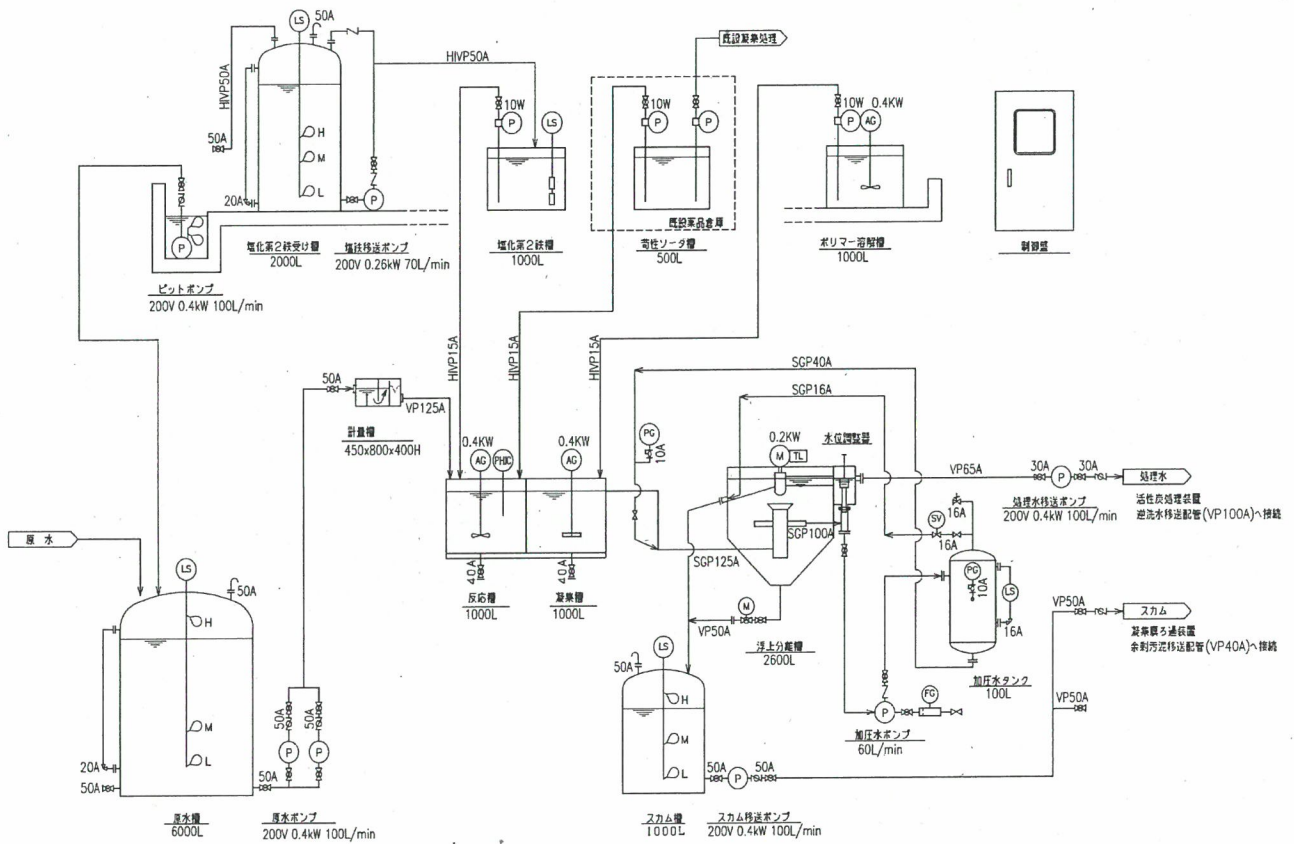 LS
50A
HIVP50A
50A
H
M
L
20A
P
P
塩化第2鉄受け槽
2000L
塩鉄移送ポンプ
200V 0.26kW 70L/min
ピットポンプ
200V 0.4kW 100L/min
HIVP50A
10W
P
LS
塩化第2鉄槽
1000L
既設凝集処理
10W
P
P
既設薬品倉庫
苛性ソーダ槽
500L
10W
0.4KW
P
AG
ポリマー溶解槽
1000L
制御盤
HIVP15A
HIVP15A
HIVP15A
50A
VP125A
計量槽
450x800x400H
0.4KW
AG
PHIC
0.4KW
AG
40A
40A
反応槽
1000L
凝集槽
1000L
SGP40A
SGP16A
PG
10A
0.2KW
M
TL
水位調整器
SGP100A
SGP125A
M
VP50A
浮上分離槽
2600L
VP65A
30A
P
30A
処理水
処理水移送ポンプ
200V 0.4kW 100L/min
活性炭処理装置
逆洗水移送配管(VP100A)へ接続
16A
SV
16A
PG
10A
LS
16A
加圧水タンク
100L
P
FG
加圧水ポンプ
60L/min
VP50A
スカム
凝集膜ろ過装置
余剰汚泥移送配管(VP40A)へ接続
VP50A
原水
LS
50A
H
M
L
20A
50A
50A
50A
50A
P
P
原水槽
6000L
原水ポンプ
200V 0.4kW 100L/min
50A
LS
H
M
L
50A
P
50A
スカム槽
1000L
スカム移送ポンプ
200V 0.4kW 100L/min